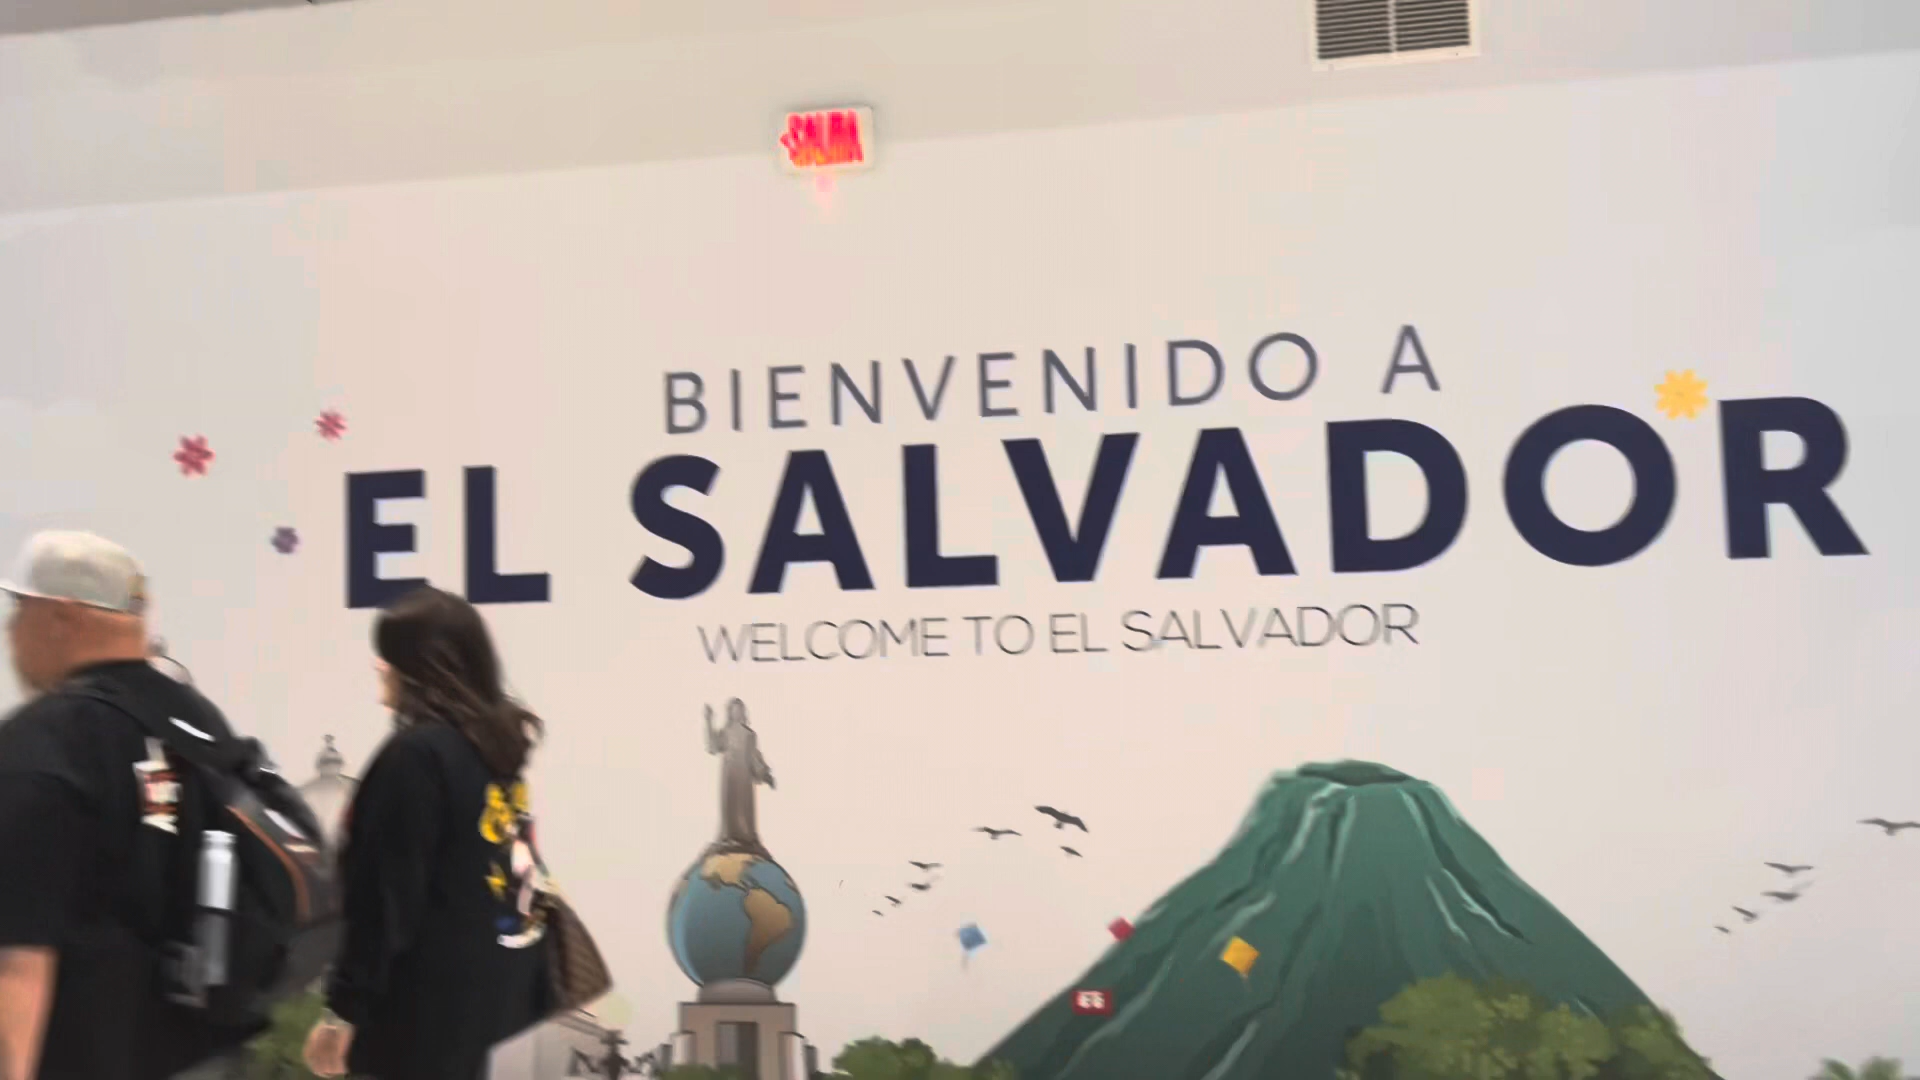 SALIDA
BIENVENIDO A
EL SALVADOR
WELCOME TO EL SALVADOR